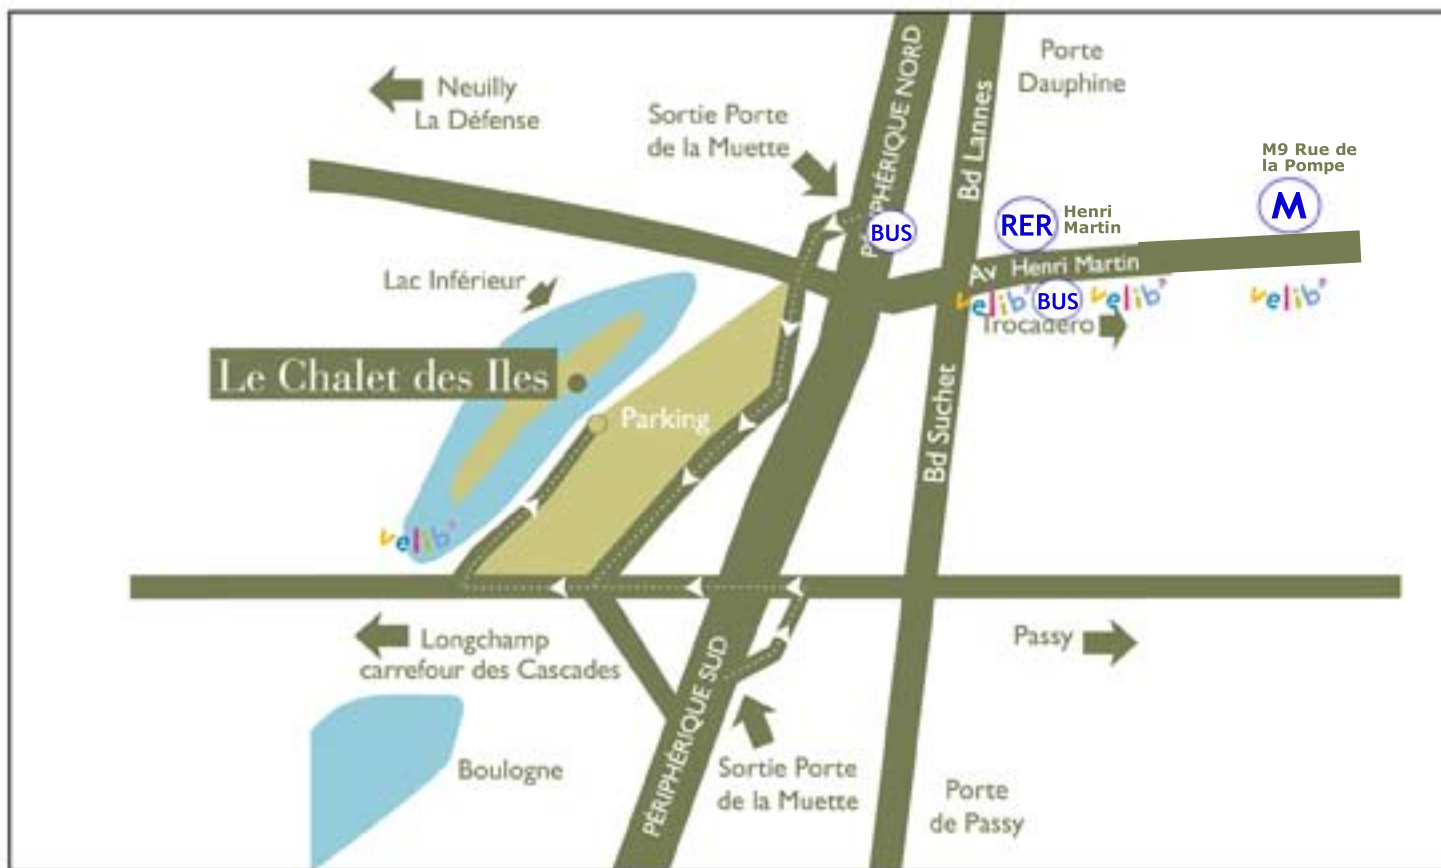 Porte
Dauphine
Neuilly
La Défense
Sortie Porte
de la Muette
PÉRIPHÉRIQUE NORD
Bd Lannes
M9 Rue de
la Pompe
M
BUS
RER
Henri
Martin
Av Henri Martin
Lac Inférieur
velib'
BUS
velib'
velib'
Trocadéro
Le Chalet des Iles
Parking
Bd Suchet
velib'
Longchamp
carrefour des Cascades
Passy
PÉRIPHÉRIQUE SUD
Boulogne
Sortie Porte
de la Muette
Porte
de Passy